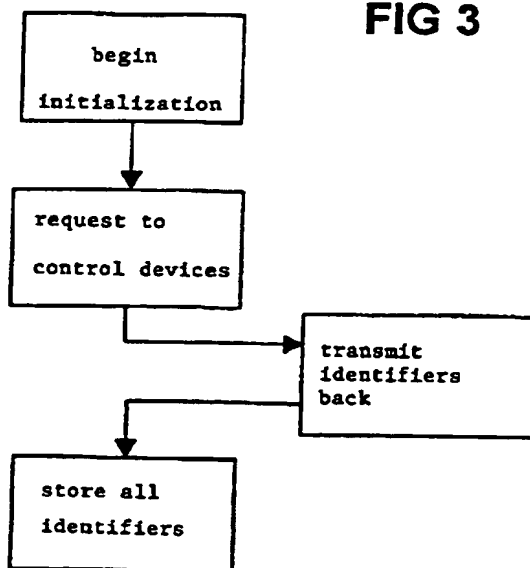 FIG 3
begin
initialization
request to
control devices
transmit
identifiers
back
store all
identifiers